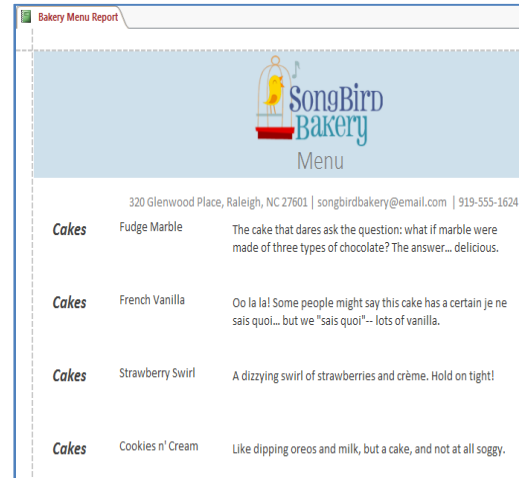 Bakery Menu Report
SongBird
Bakery
Menu
320 Glenwood Place, Raleigh, NC 27601 | songbirdbakery@email.com | 919-555-1624
Cakes Fudge Marble The cake that dares ask the question: what if marble were
made of three types of chocolate? The answer... delicious.
Cakes French Vanilla Oo la la! Some people might say this cake has a certain je ne
sais quoi... but we "sais quoi"-- lots of vanilla.
Cakes Strawberry Swirl A dizzying swirl of strawberries and crème. Hold on tight!
Cakes Cookies n' Cream Like dipping oreos and milk, but a cake, and not at all soggy.